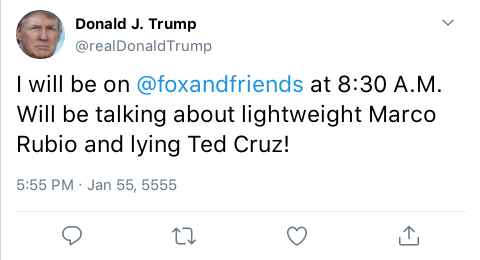 Donald J. Trump
@realDonaldTrump
I will be on @foxandfriends at 8:30 A.M.
Will be talking about lightweight Marco
Rubio and lying Ted Cruz!
5:55 PM · Jan 55, 5555